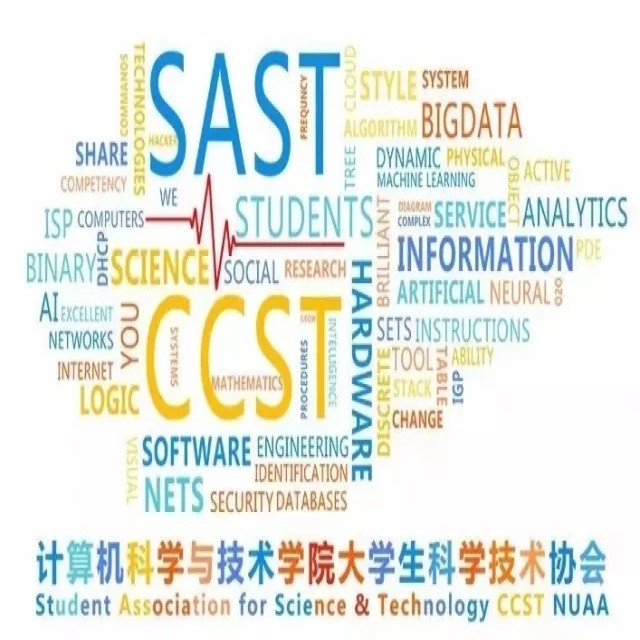 COMMANDS
TECHNOLOGIES
HACKER
SAST
FREQUNCY
CLOUD
STYLE
SYSTEM
ALGORITHM
BIGDATA
SHARE
TREE
DYNAMIC
PHYSICAL
COMPETENCY
MACHINE LEARNING
OBJECT
ACTIVE
WE
ISP
COMPUTERS
STUDENTS
BRILLIANT
DIAGRAM
COMPLEX
SERVICE
ANALYTICS
BINARY
DHCP
SCIENCE
SOCIAL
RESEARCH
INFORMATION
PDE
AI
EXCELLENT
YOU
CCST
HARDWARE
ARTIFICIAL
NEURAL
O2O
NETWORKS
SYSTEMS
INTELLIGENCE
SETS
INSTRUCTIONS
INTERNET
MATHEMATICS
PROCEDURES
DISCRETE
TOOL
TABLE
ABILITY
LOGIC
STACK
IGP
CHANGE
VISUAL
SOFTWARE
ENGINEERING
IDENTIFICATION
NETS
SECURITY
DATABASES
计算机科学与技术学院大学生科学技术协会
Student Assoaction for Science & Technology CCST NUAA